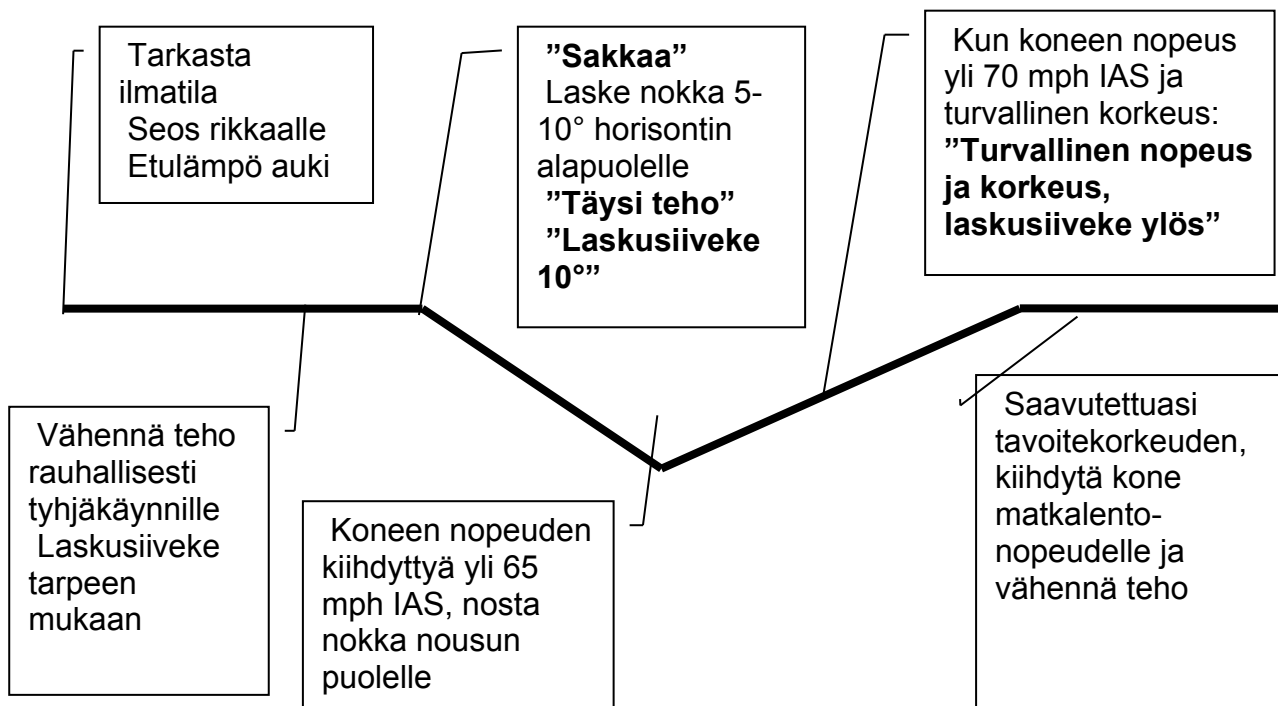 Tarkasta
ilmatila
Seos rikkaalle
Etulämpö auki
Vähennä teho
rauhallisesti
tyhjäkäynnille
Laskusiiveke
tarpeen
mukaan
”Sakkaa”
Laske nokka 5-
10° horisontin
alapuolelle
”Täysi teho”
”Laskusiiveke
10°”
Koneen nopeuden
kiihdyttyä yli 65
mph IAS, nosta
nokka nousun
puolelle
Kun koneen nopeus
yli 70 mph IAS ja
turvallinen korkeus:
”Turvallinen nopeus
ja korkeus,
laskusiiveke ylös”
Saavutettuasi
tavoitekorkeuden,
kiihdytä kone
matkalento-
nopeudelle ja
vähennä teho